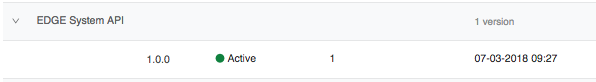 EDGE System API 1 version
1.0.0 Active 1 07-03-2018 09:27